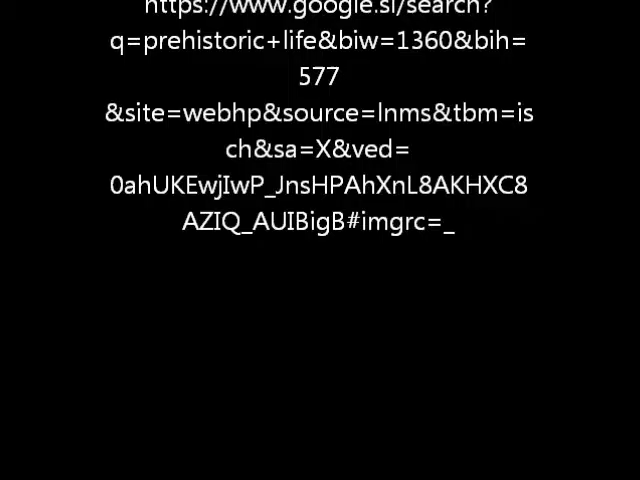 https://www.google.si/search?
q=prehistoric+life&biw=1360&bih=
577
&site=webhp&source=lnms&tbm=is
ch&sa=X&ved=
0ahUKEwjIwP_JnsHPAhXnL8AKHXC8
AZIQ_AUIBigB#imgrc=_